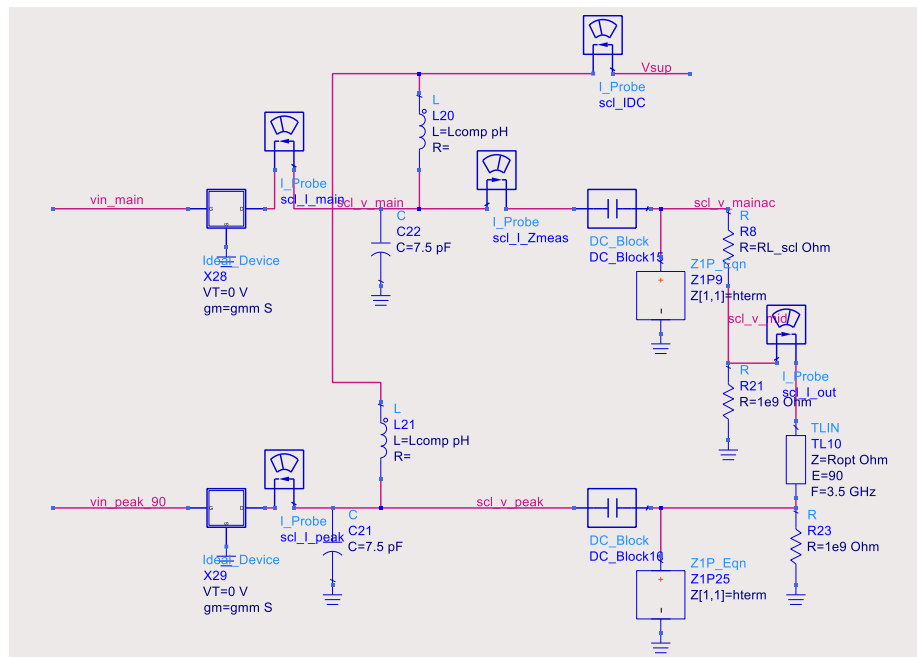 Vsup
I_Probe
scl_IDC
L
L20
L=Lcomp pH
R=
I_Probe
scl_I_main
vin_main
scl_v_main
scl_v_mainac
C
C22
C=7.5 pF
I_Probe
scl_I_Zmeas
R
R8
R=RL_scl Ohm
DC_Block
DC_Block15
G
D
S
Ideal_Device
X28
VT=0 V
gm=gmm S
Z1P_Eqn
Z1P9
Z[1,1]=hterm
scl_v_mid
R
R21
R=1e9 Ohm
I_Probe
scl_I_out
L
L21
L=Lcomp pH
R=
TLIN
TL10
Z=Ropt Ohm
E=90
F=3.5 GHz
vin_peak_90
scl_v_peak
I_Probe
scl_I_peak
C
C21
C=7.5 pF
R
R23
R=1e9 Ohm
DC_Block
DC_Block16
G
D
S
Ideal_Device
X29
VT=0 V
gm=gmm S
Z1P_Eqn
Z1P25
Z[1,1]=hterm